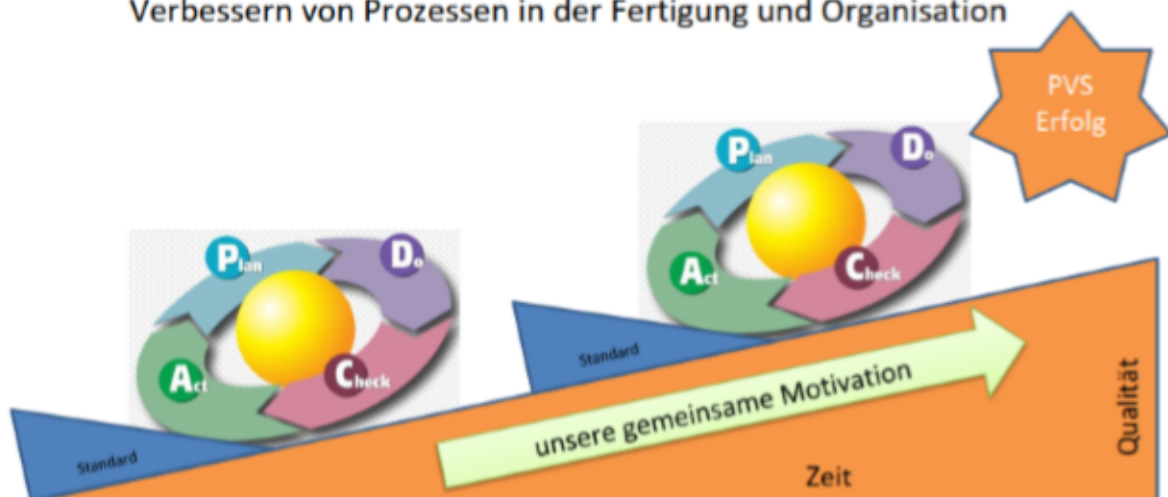 Verbessern von Prozessen in der Fertigung und Organisation
PVS
Erfolg
Plan
Do
Act
Check
Plan
Do
Act
Check
Standard
Standard
unsere gemeinsame Motivation
Qualität
Zeit